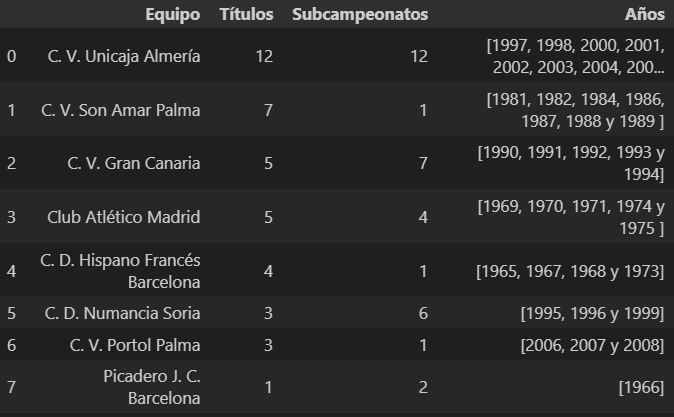 Equipo Títulos Subcampeonatos Años
0 C. V. Unicaja Almería 12 12 [1997, 1998, 2000, 2001,
2002, 2003, 2004, 200...
1 C. V. Son Amar Palma 7 1 [1981, 1982, 1984, 1986,
1987, 1988 y 1989 ]
2 C. V. Gran Canaria 5 7 [1990, 1991, 1992, 1993 y
1994]
3 Club Atlético Madrid 5 4 [1969, 1970, 1971, 1974 y
1975 ]
4 C. D. Hispano Francés
Barcelona 4 1 [1965, 1967, 1968 y 1973]
5 C. D. Numancia Soria 3 6 [1995, 1996 y 1999]
6 C. V. Portol Palma 3 1 [2006, 2007 y 2008]
7 Picadero J. C.
Barcelona 1 2 [1966]